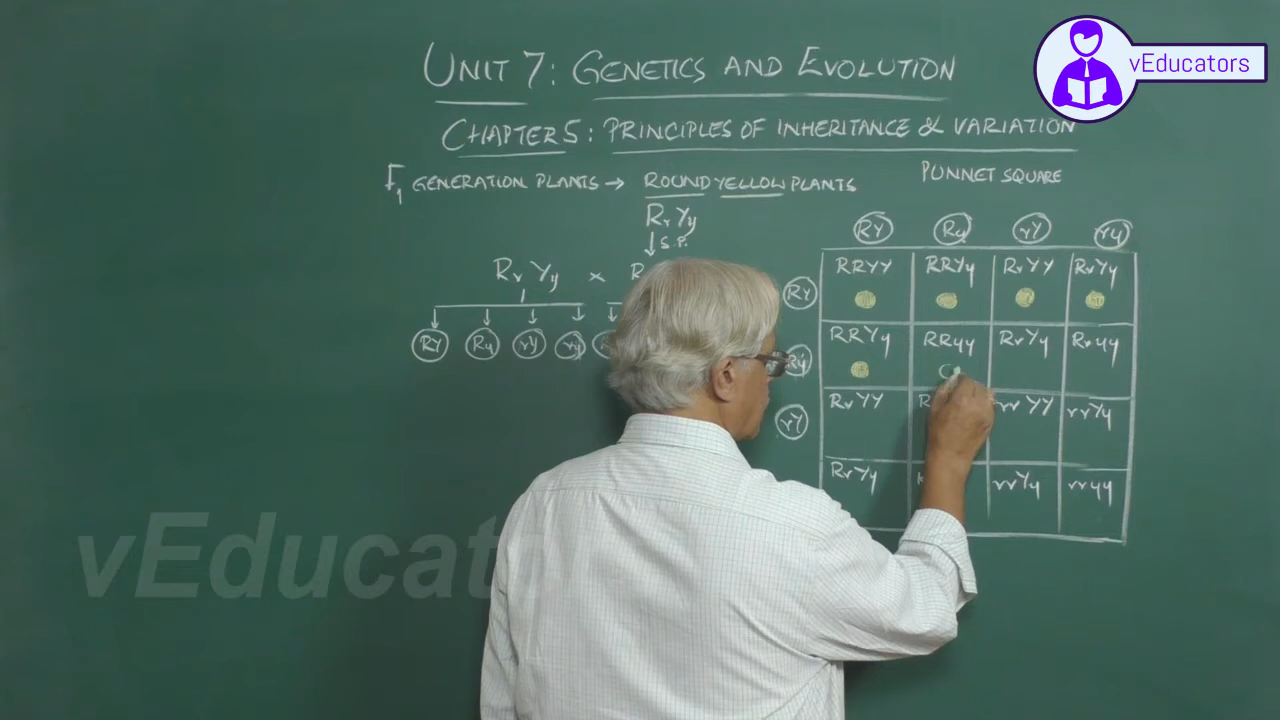 vEducators
UNIT 7: GENETICS AND EVOLUTION
CHAPTER 5: PRINCIPLES OF INHERITANCE & VARIATION
F1 GENERATION PLANTS → ROUND YELLOW PLANTS
PUNNET SQUARE
RrYy
↓ S.P.
RrYy × R
RY Ry rY ry
RY Ry rY ry
RY RRYY RRYy RrYY RrYy
Ry RRYy RRyy RrYy Rryy
rY RrYY R rrYY rrYy
RrYy rrYy rryy
vEducato